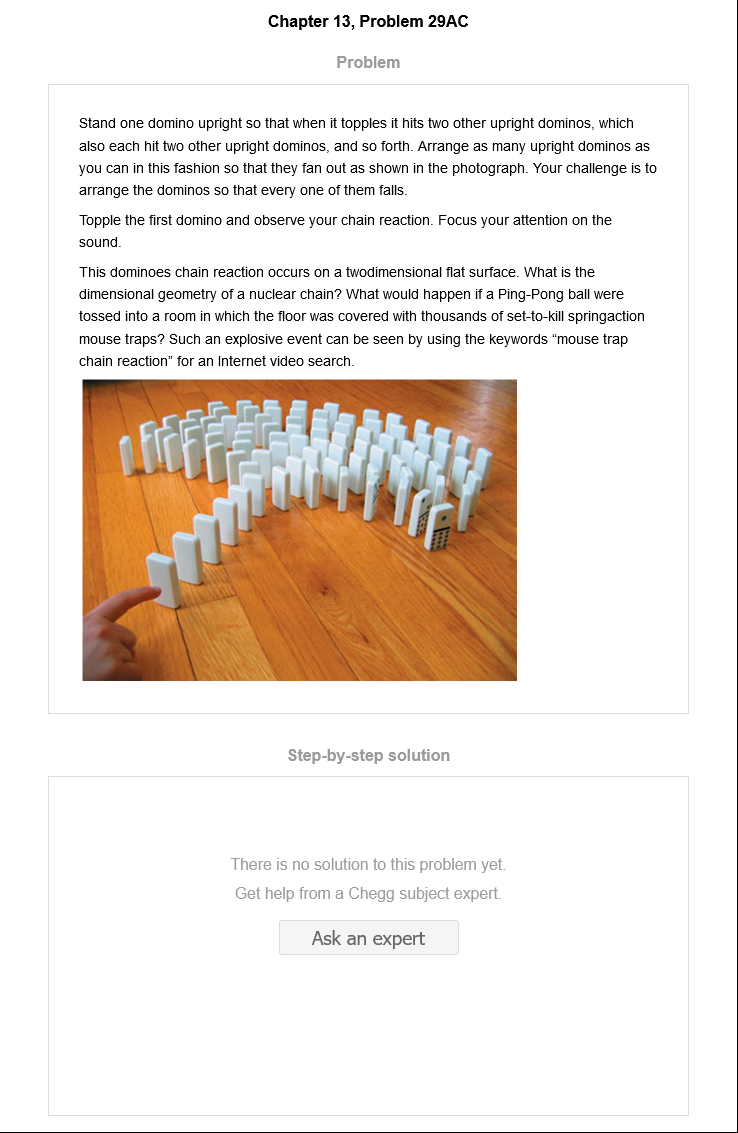 Chapter 13, Problem 29AC
Problem
Stand one domino upright so that when it topples it hits two other upright dominos, which
also each hit two other upright dominos, and so forth. Arrange as many upright dominos as
you can in this fashion so that they fan out as shown in the photograph. Your challenge is to
arrange the dominos so that every one of them falls.
Topple the first domino and observe your chain reaction. Focus your attention on the
sound.
This dominoes chain reaction occurs on a twodimensional flat surface. What is the
dimensional geometry of a nuclear chain? What would happen if a Ping-Pong ball were
tossed into a room in which the floor was covered with thousands of set-to-kill springaction
mouse traps? Such an explosive event can be seen by using the keywords “mouse trap
chain reaction” for an Internet video search.
Step-by-step solution
There is no solution to this problem yet.
Get help from a Chegg subject expert.
Ask an expert